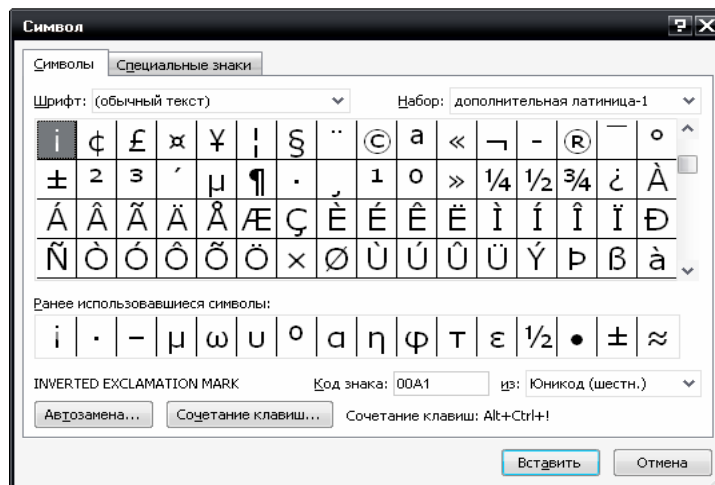 Символ
Символы Специальные знаки
Шрифт: (обычный текст) Набор: дополнительная латиница-1
¡ ¢ £ ¤ ¥ ¦ § ¨ © ª « ¬ - ® ¯ °
± ² ³ ´ µ ¶ · ¸ ¹ º » ¼ ½ ¾ ¿ À
Á Â Ã Ä Å Æ Ç È É Ê Ë Ì Í Î Ï Ð
Ñ Ò Ó Ô Õ Ö × Ø Ù Ú Û Ü Ý Þ ß à
Ранее использовавшиеся символы:
¡ · – μ ω υ º α η φ τ ε ½ • ± ≈
INVERTED EXCLAMATION MARK Код знака: 00A1 из: Юникод (шестн.)
Автозамена... Сочетание клавиш... Сочетание клавиш: Alt+Ctrl+!
Вставить Отмена